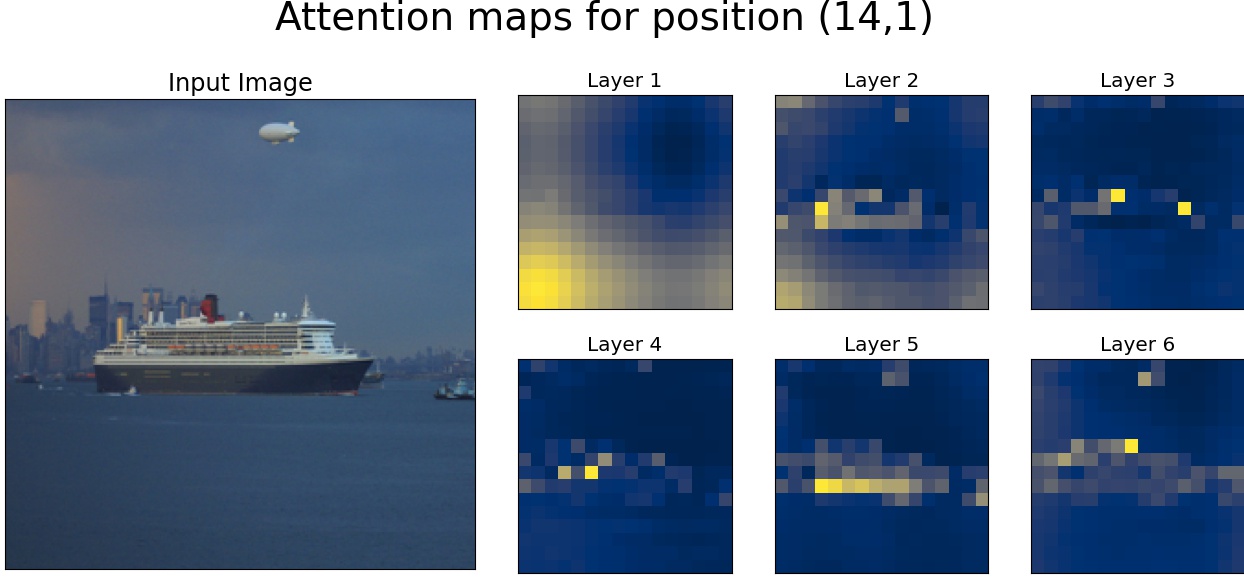 Attention maps for position (14,1)
Input Image
Layer 1
Layer 2
Layer 3
Layer 4
Layer 5
Layer 6